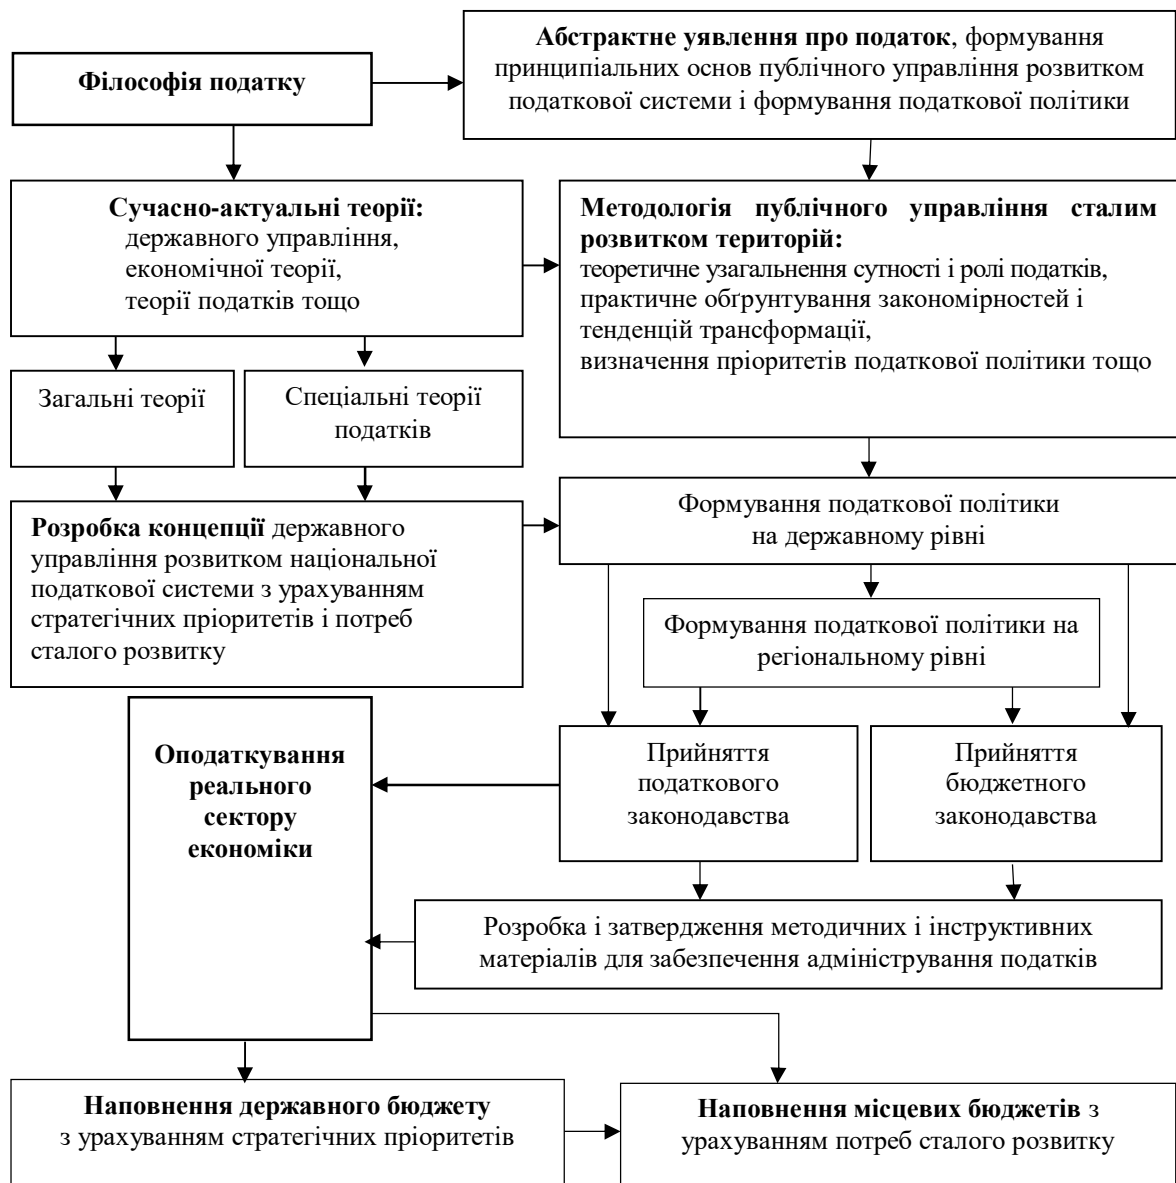 Філософія податку
Абстрактне уявлення про податок, формування
принципіальних основ публічного управління розвитком
податкової системи і формування податкової політики
Сучасно-актуальні теорії:
державного управління,
економічної теорії,
теорії податків тощо
Методологія публічного управління сталим
розвитком територій:
теоретичне узагальнення сутності і ролі податків,
практичне обґрунтування закономірностей і
тенденцій трансформації,
визначення пріоритетів податкової політики тощо
Загальні теорії
Спеціальні теорії
податків
Розробка концепції державного
управління розвитком національної
податкової системи з урахуванням
стратегічних пріоритетів і потреб
сталого розвитку
Формування податкової політики
на державному рівні
Формування податкової політики на
регіональному рівні
Оподаткування
реального
сектору
економіки
Прийняття
податкового
законодавства
Прийняття
бюджетного
законодавства
Розробка і затвердження методичних і інструктивних
матеріалів для забезпечення адміністрування податків
Наповнення державного бюджету
з урахуванням стратегічних пріоритетів
Наповнення місцевих бюджетів з
урахуванням потреб сталого розвитку